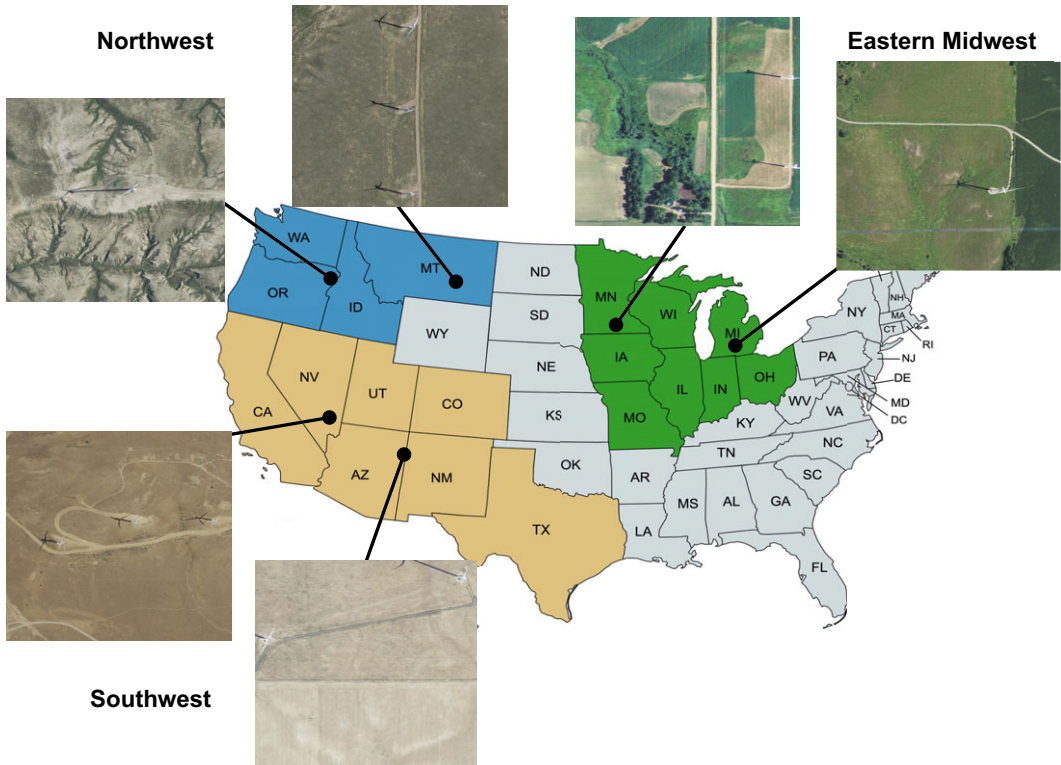 Northwest
Eastern Midwest
WA
MT
ND
MN
OR
ID
SD
WI
MI
NY
NH
MA
CT
RI
WY
IA
PA
NJ
NE
NV
UT
IL
IN
OH
DE
CA
CO
WV
MD
VA
DC
KS
MO
KY
NC
AZ
NM
OK
AR
TN
SC
MS
AL
GA
TX
LA
FL
Southwest